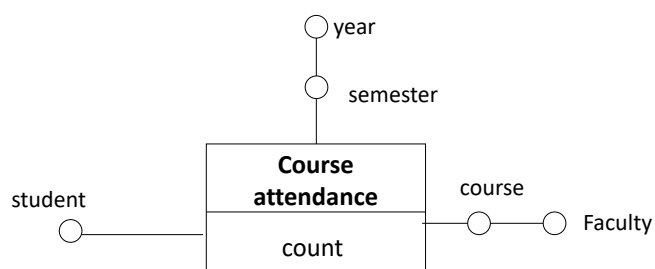 year
semester
Course
attendance
student
course
Faculty
count